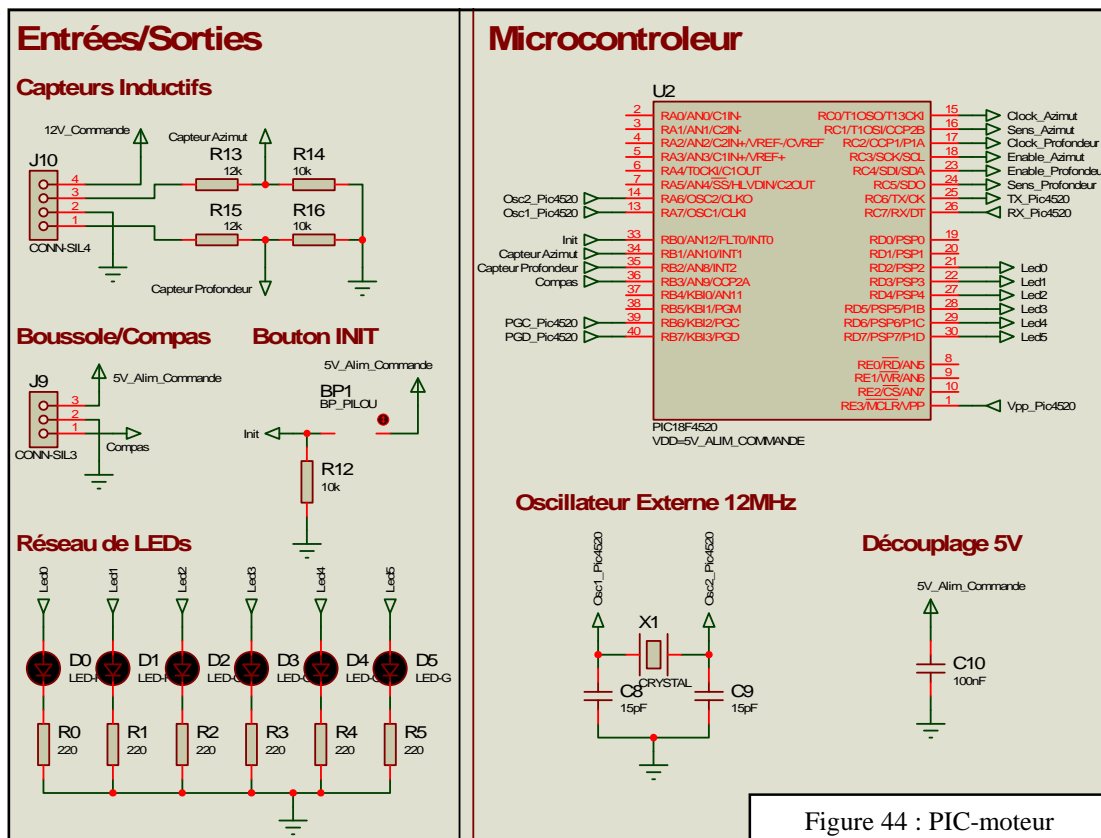 Entrées/Sorties
Capteurs Inductifs
12V_Commande
Capteur Azimut
J10
4
3
2
1
CONN-SIL4
R13
12k
R14
10k
R15
12k
R16
10k
Capteur Profondeur
Boussole/Compas
5V_Alim_Commande
J9
3
2
1
CONN-SIL3
Compas
Bouton INIT
5V_Alim_Commande
BP1
BP_PILOU
Init
R12
10k
Réseau de LEDs
Led0
Led1
Led2
Led3
Led4
Led5
D0
D1
D2
D3
D4
D5
LED-G
R0
220
R1
220
R2
220
R3
220
R4
220
R5
220
Microcontroleur
U2
2 RA0/AN0/C1IN-
3 RA1/AN1/C2IN-
4 RA2/AN2/C2IN+/VREF-/CVREF
5 RA3/AN3/C1IN+/VREF+
6 RA4/T0CKI/C1OUT
7 RA5/AN4/SS/HLVDIN/C2OUT
Osc2_Pic4520 14 RA6/OSC2/CLKO
Osc1_Pic4520 13 RA7/OSC1/CLKI
Init 33 RB0/AN12/FLT0/INT0
Capteur Azimut 34 RB1/AN10/INT1
Capteur Profondeur 35 RB2/AN8/INT2
Compas 36 RB3/AN9/CCP2A
37 RB4/KBI0/AN11
38 RB5/KBI1/PGM
PGC_Pic4520 39 RB6/KBI2/PGC
PGD_Pic4520 40 RB7/KBI3/PGD
RC0/T1OSO/T13CKI 15 Clock_Azimut
RC1/T1OSI/CCP2B 16 Sens_Azimut
RC2/CCP1/P1A 17 Clock_Profondeur
RC3/SCK/SCL 18 Enable_Azimut
RC4/SDI/SDA 23 Enable_Profondeur
RC5/SDO 24 Sens_Profondeur
RC6/TX/CK 25 TX_Pic4520
RC7/RX/DT 26 RX_Pic4520
RD0/PSP0 19
RD1/PSP1 20
RD2/PSP2 21 Led0
RD3/PSP3 22 Led1
RD4/PSP4 27 Led2
RD5/PSP5/P1B 28 Led3
RD6/PSP6/P1C 29 Led4
RD7/PSP7/P1D 30 Led5
RE0/RD/AN5 8
RE1/WR/AN6 9
RE2/CS/AN7 10
RE3/MCLR/VPP 1 Vpp_Pic4520
PIC18F4520
VDD=5V_ALIM_COMMANDE
Oscillateur Externe 12MHz
Osc1_Pic4520
Osc2_Pic4520
X1
CRYSTAL
C8
15pF
C9
15pF
Découplage 5V
5V_Alim_Commande
C10
100nF
Figure 44 : PIC-moteur